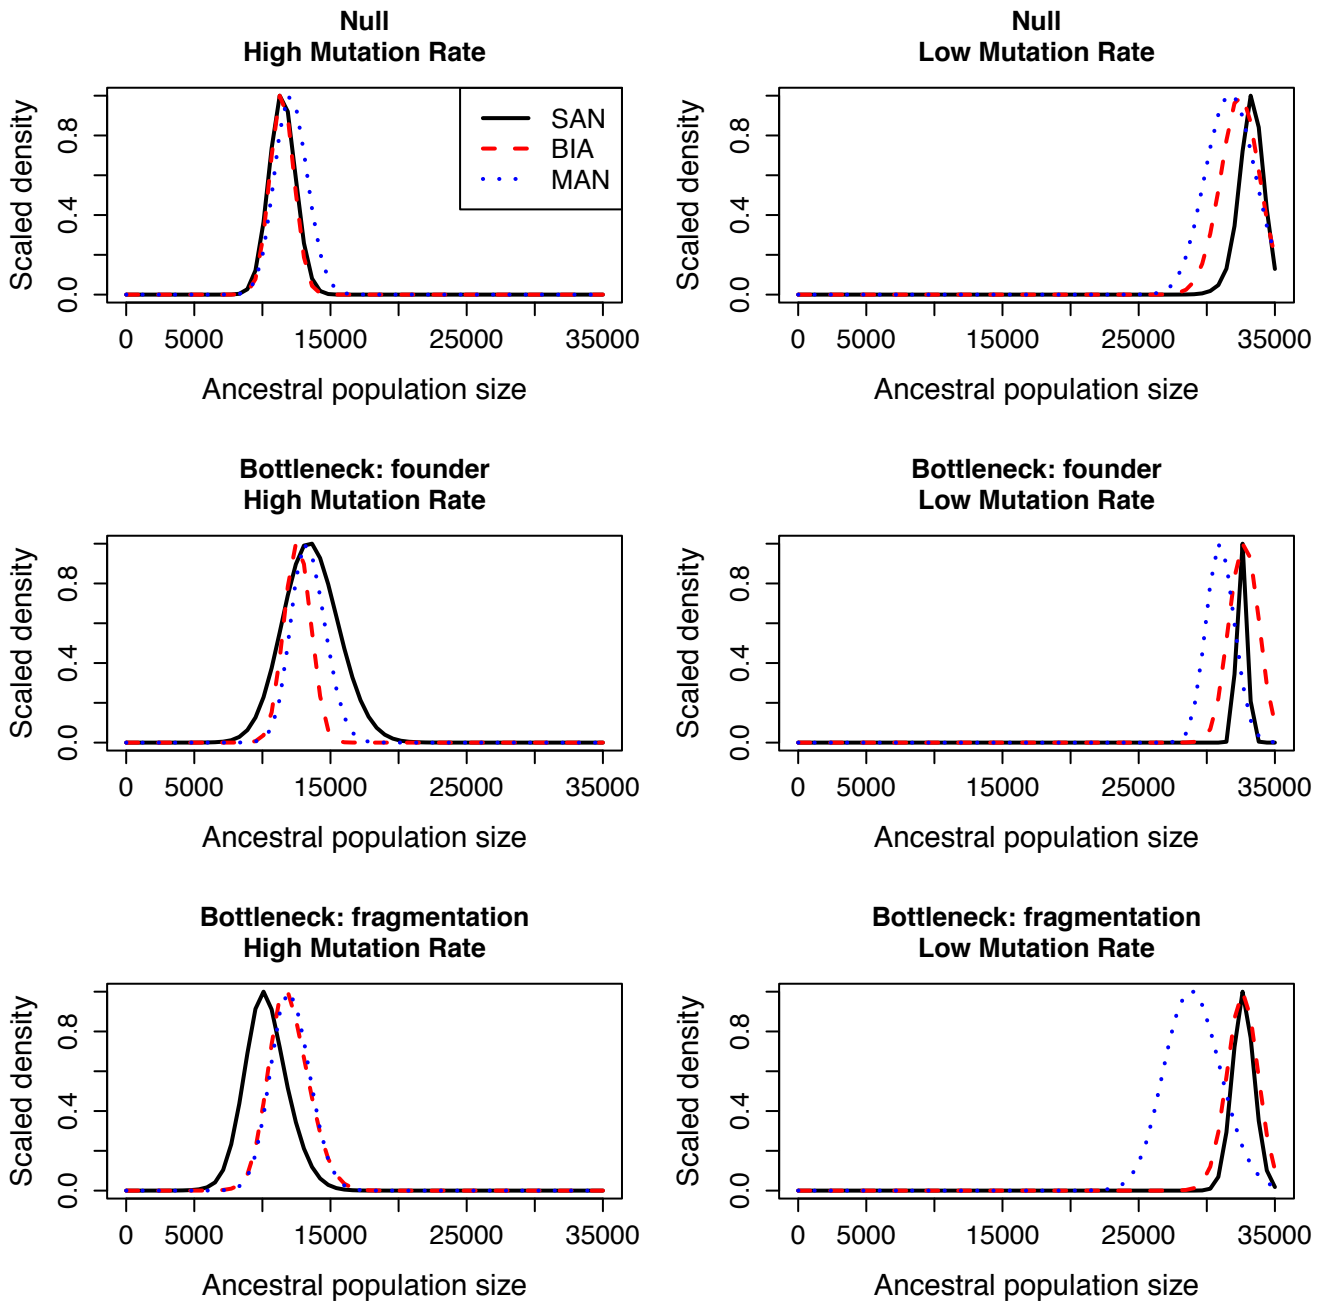 Null
High Mutation Rate
Scaled density
0.0 0.4 0.8
SAN
BIA
MAN
0 5000 15000 25000 35000
Ancestral population size
Null
Low Mutation Rate
Scaled density
0.0 0.4 0.8
0 5000 15000 25000 35000
Ancestral population size
Bottleneck: founder
High Mutation Rate
Scaled density
0.0 0.4 0.8
0 5000 15000 25000 35000
Ancestral population size
Bottleneck: founder
Low Mutation Rate
Scaled density
0.0 0.4 0.8
0 5000 15000 25000 35000
Ancestral population size
Bottleneck: fragmentation
High Mutation Rate
Scaled density
0.0 0.4 0.8
0 5000 15000 25000 35000
Ancestral population size
Bottleneck: fragmentation
Low Mutation Rate
Scaled density
0.0 0.4 0.8
0 5000 15000 25000 35000
Ancestral population size